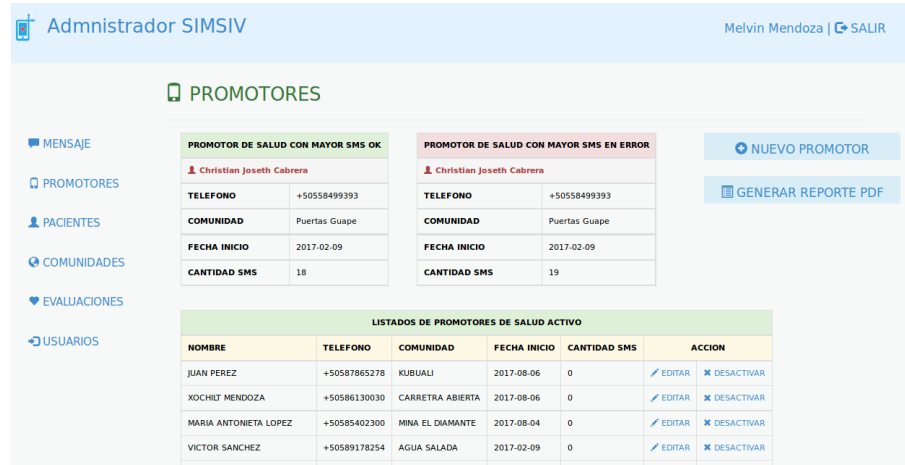 Admnistrador SIMSIV
Melvin Mendoza | SALIR
PROMOTORES
MENSAJE
PROMOTORES
PACIENTES
COMUNIDADES
EVALUACIONES
USUARIOS
PROMOTOR DE SALUD CON MAYOR SMS OK
Christian Joseth Cabrera
TELEFONO +50558499393
COMUNIDAD Puertas Guape
FECHA INICIO 2017-02-09
CANTIDAD SMS 18
PROMOTOR DE SALUD CON MAYOR SMS EN ERROR
Christian Joseth Cabrera
TELEFONO +50558499393
COMUNIDAD Puertas Guape
FECHA INICIO 2017-02-09
CANTIDAD SMS 19
NUEVO PROMOTOR
GENERAR REPORTE PDF
LISTADOS DE PROMOTORES DE SALUD ACTIVO
NOMBRE TELEFONO COMUNIDAD FECHA INICIO CANTIDAD SMS ACCION
JUAN PEREZ +50587865278 KUBUALI 2017-08-06 0 EDITAR DESACTIVAR
XOCHILT MENDOZA +50586130030 CARRETRA ABIERTA 2017-08-06 0 EDITAR DESACTIVAR
MARIA ANTONIETA LOPEZ +50585402300 MINA EL DIAMANTE 2017-08-04 0 EDITAR DESACTIVAR
VICTOR SANCHEZ +50589178254 AGUA SALADA 2017-02-09 0 EDITAR DESACTIVAR